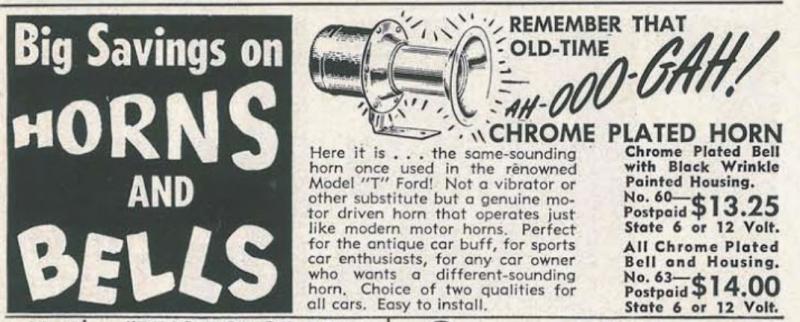 Big Savings on
HORNS
AND
BELLS
REMEMBER THAT
OLD-TIME
AH-OOO-GAH!
CHROME PLATED HORN
Here it is . . . the same-sounding
horn once used in the rènowned
Model "T" Ford! Not a vibrator or
other substitute but a genuine mo-
tor driven horn that operates just
like modern motor horns. Perfect
for the antique car buff, for sports
car enthusiasts, for any car owner
who wants a different-sounding
horn. Choice of two qualities for
all cars. Easy to install.
Chrome Plated Bell
with Black Wrinkle
Painted Housing.
No. 60—
Postpaid $13.25
State 6 or 12 Volt.
All Chrome Plated
Bell and Housing.
No. 63—
Postpaid $14.00
State 6 or 12 Volt.